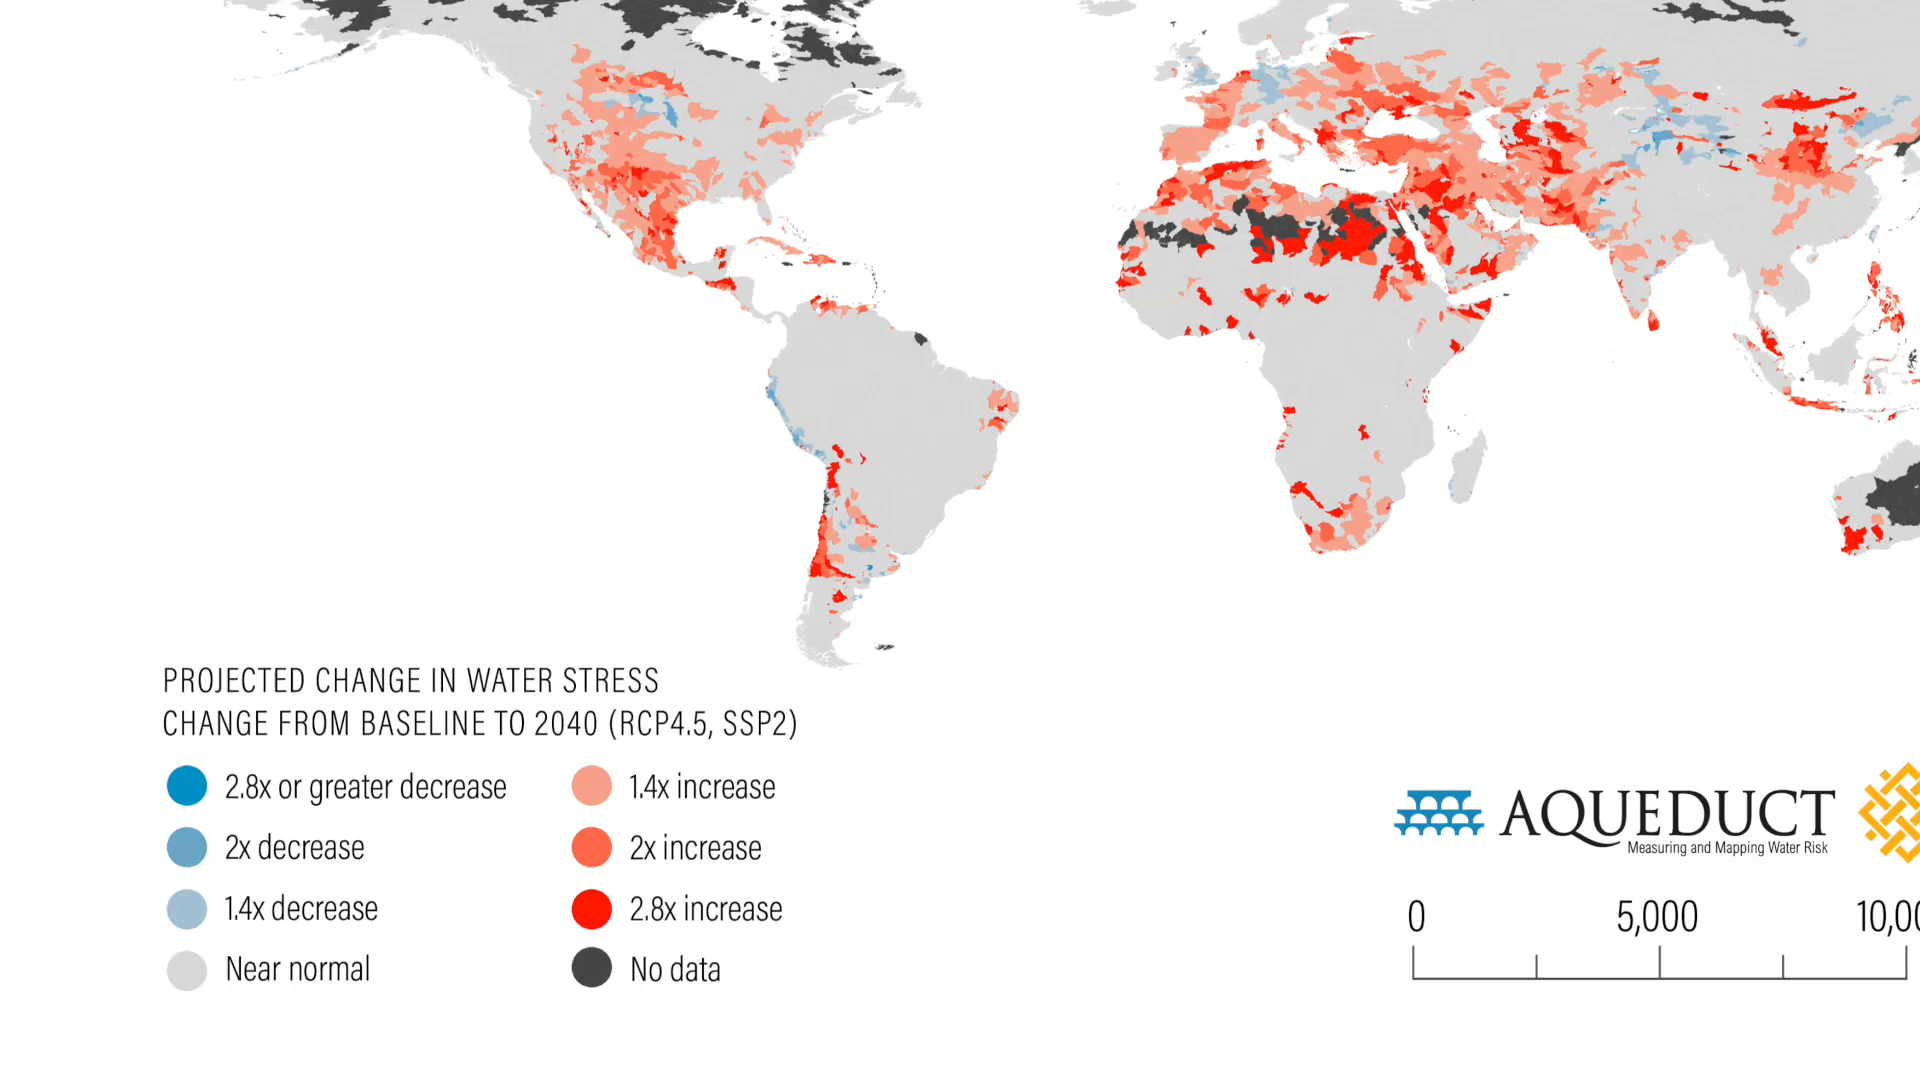 PROJECTED CHANGE IN WATER STRESS
CHANGE FROM BASELINE TO 2040 (RCP4.5, SSP2)
2.8x or greater decrease
2x decrease
1.4x decrease
Near normal
1.4x increase
2x increase
2.8x increase
No data
AQUEDUCT
Measuring and Mapping Water Risk
0 5,000 10,00